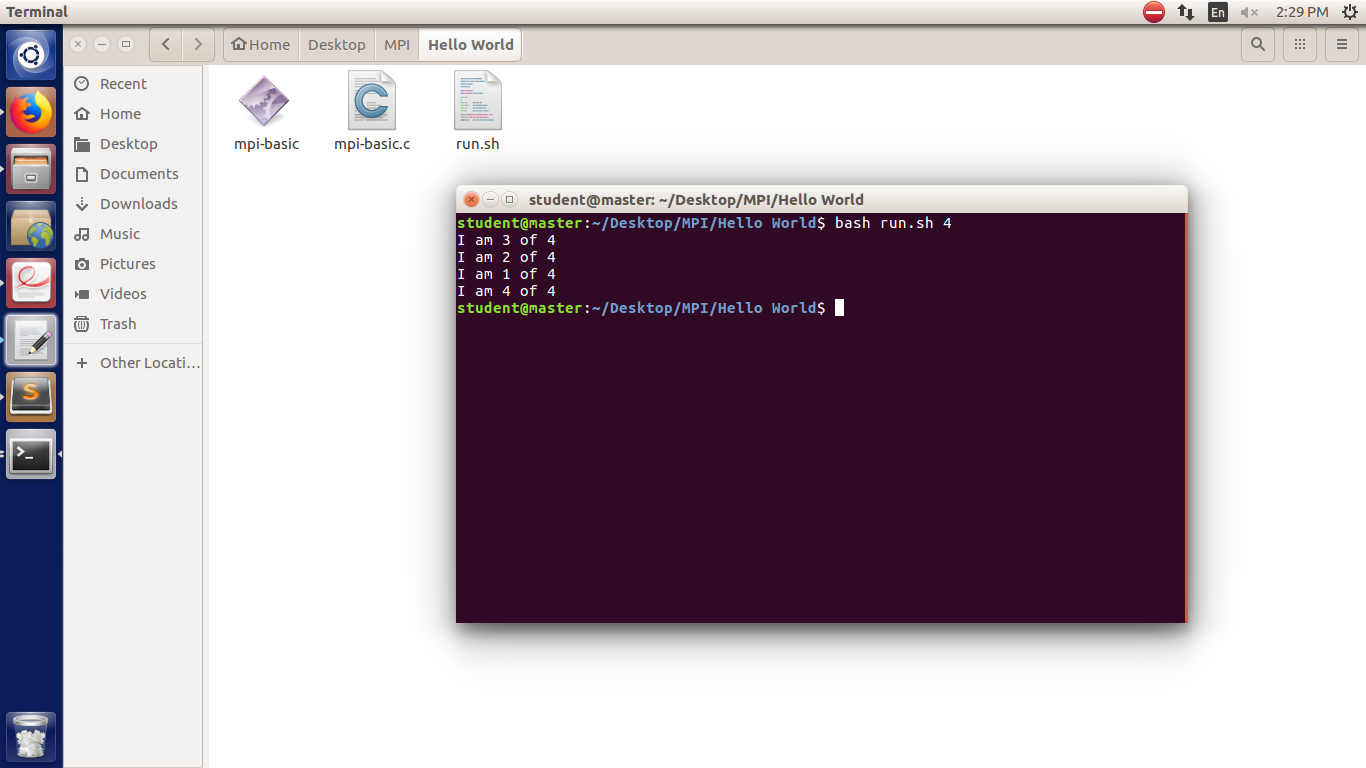 Terminal
En
2:29 PM
Home
Desktop
MPI
Hello World
Recent
Home
Desktop
Documents
Downloads
Music
Pictures
Videos
Trash
Other Locati...
mpi-basic
mpi-basic.c
run.sh
student@master: ~/Desktop/MPI/Hello World
student@master:~/Desktop/MPI/Hello World$ bash run.sh 4
I am 3 of 4
I am 2 of 4
I am 1 of 4
I am 4 of 4
student@master:~/Desktop/MPI/Hello World$